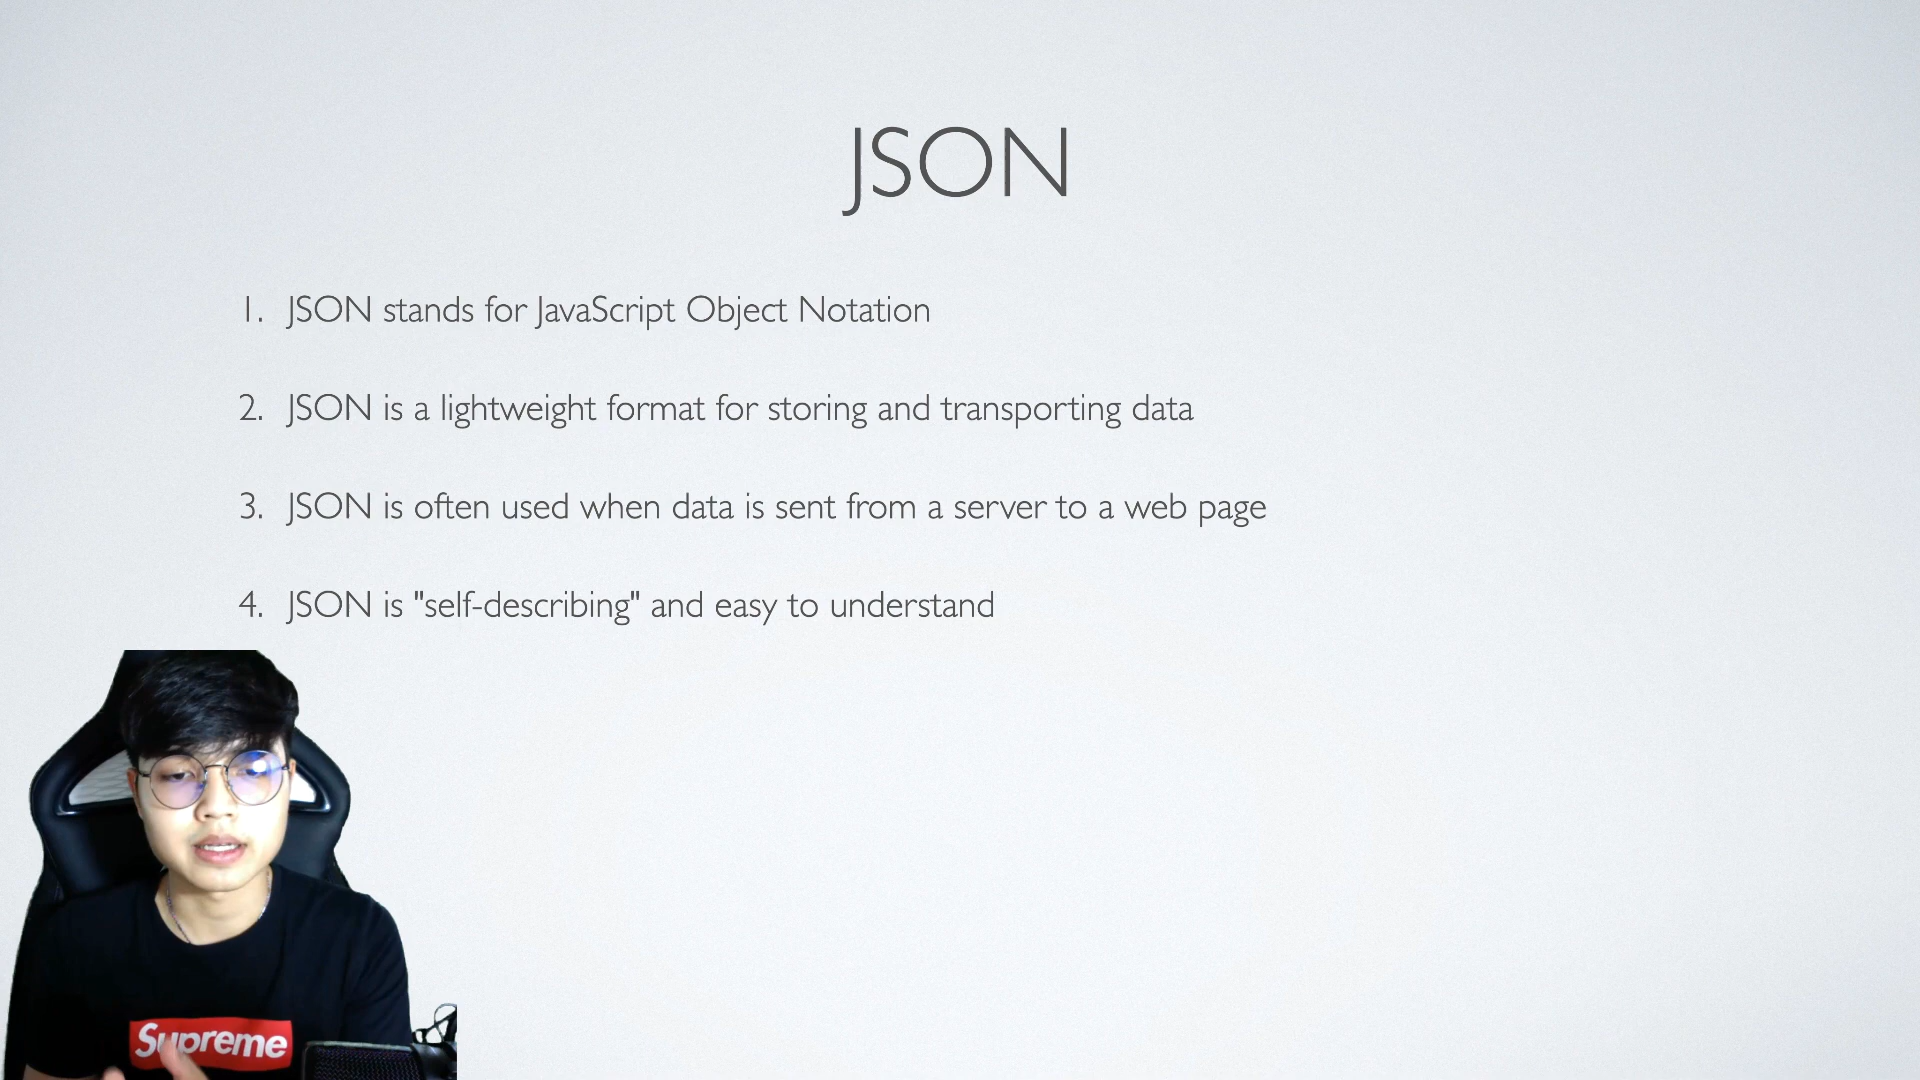 JSON
1. JSON stands for JavaScript Object Notation
2. JSON is a lightweight format for storing and transporting data
3. JSON is often used when data is sent from a server to a web page
4. JSON is "self-describing" and easy to understand
Supreme